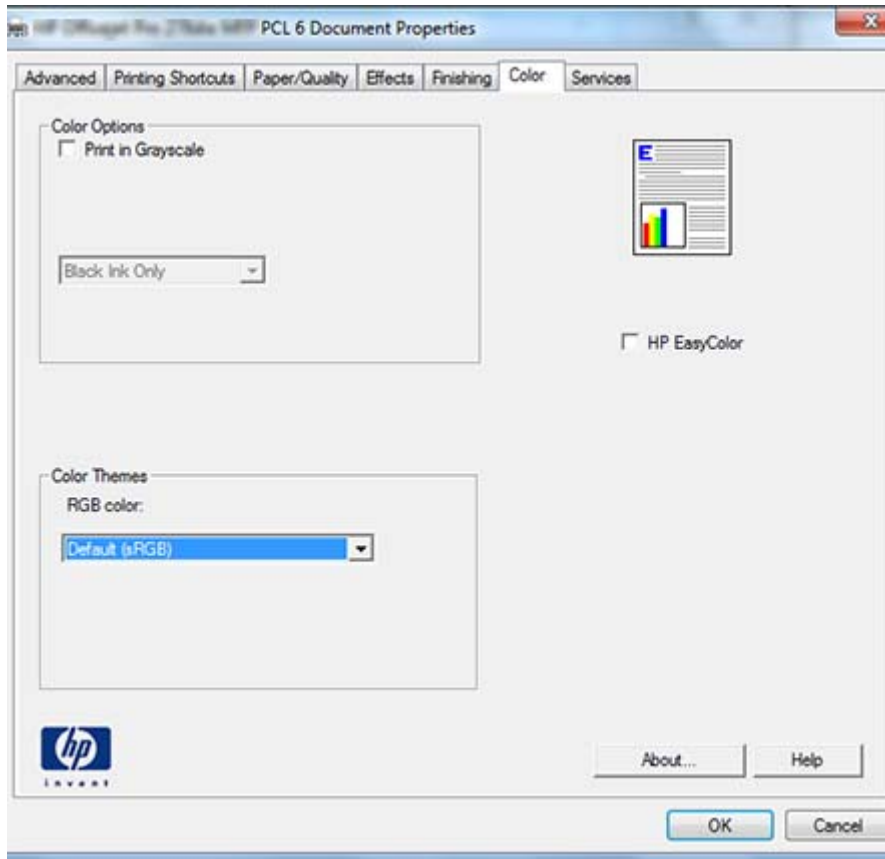 PCL 6 Document Properties
Advanced Printing Shortcuts Paper/Quality Effects Finishing Color Services
Color Options
Print in Grayscale
E
Black Ink Only
HP EasyColor
Color Themes
RGB color:
Default (sRGB)
hp
invent
About... Help
OK Cancel